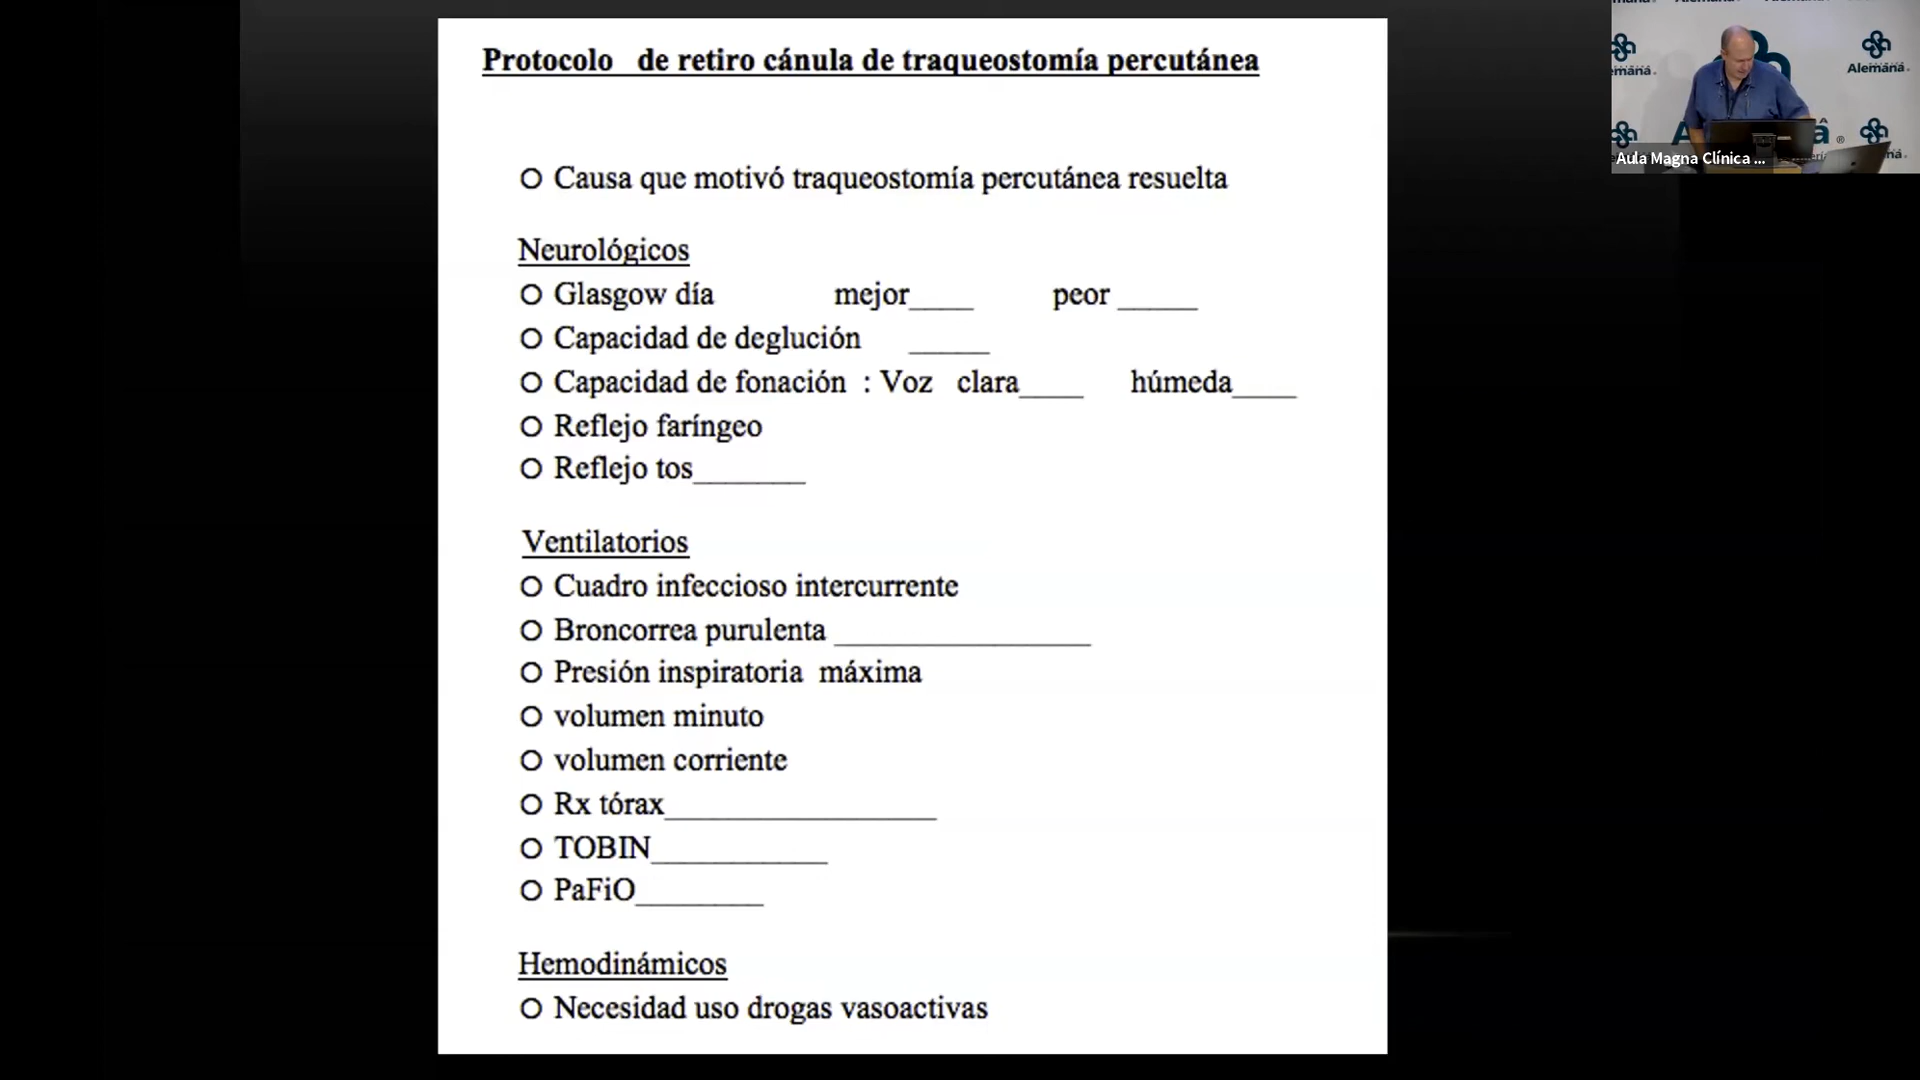 Protocolo de retiro cánula de traqueostomía percutánea
Causa que motivó traqueostomía percutánea resuelta
Neurológicos
Glasgow día mejor____ peor _____
Capacidad de deglución _____
Capacidad de fonación : Voz clara____ húmeda____
Reflejo faríngeo
Reflejo tos_______
Ventilatorios
Cuadro infeccioso intercurrente
Broncorrea purulenta ________________
Presión inspiratoria máxima
volumen minuto
volumen corriente
Rx tórax_________________
TOBIN___________
PaFiO________
Hemodinámicos
Necesidad uso drogas vasoactivas
Alemana
Aula Magna Clínica ...